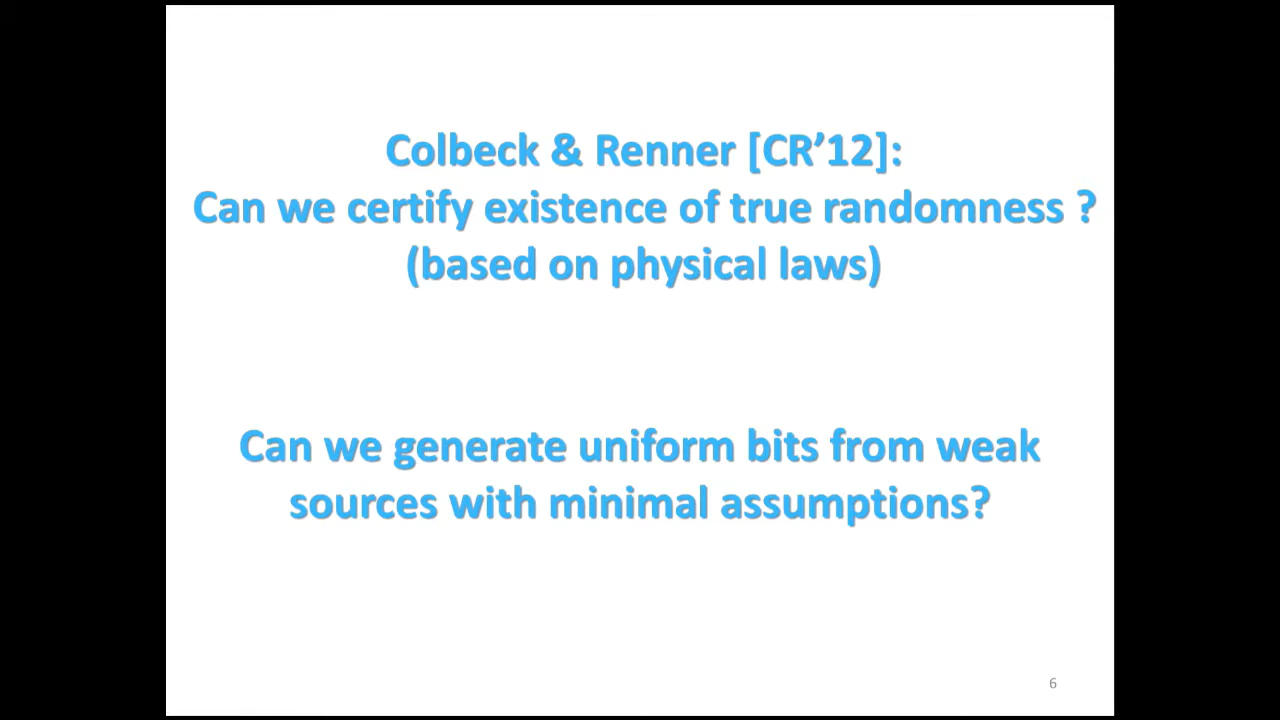 Colbeck & Renner [CR’12]:
Can we certify existence of true randomness ?
(based on physical laws)
Can we generate uniform bits from weak
sources with minimal assumptions?
6